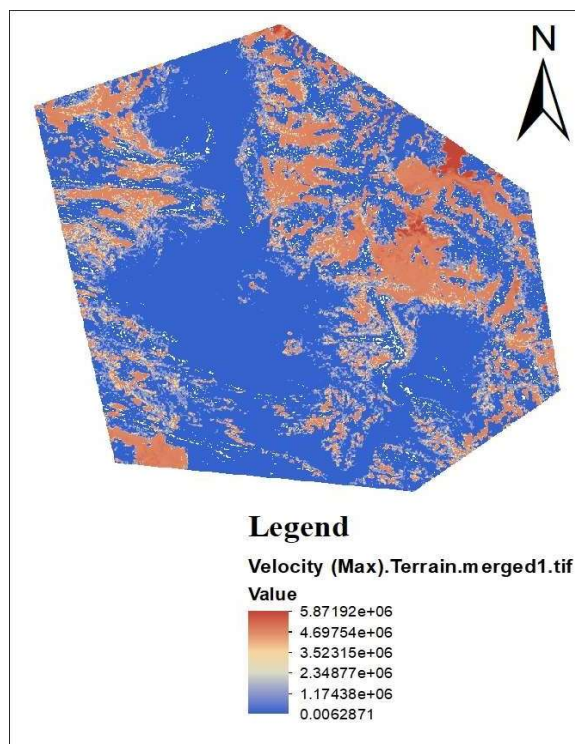 N
Legend
Velocity (Max).Terrain.merged1.tif
Value
5.87192e+06
4.69754e+06
3.52315e+06
2.34877e+06
1.17438e+06
0.0062871